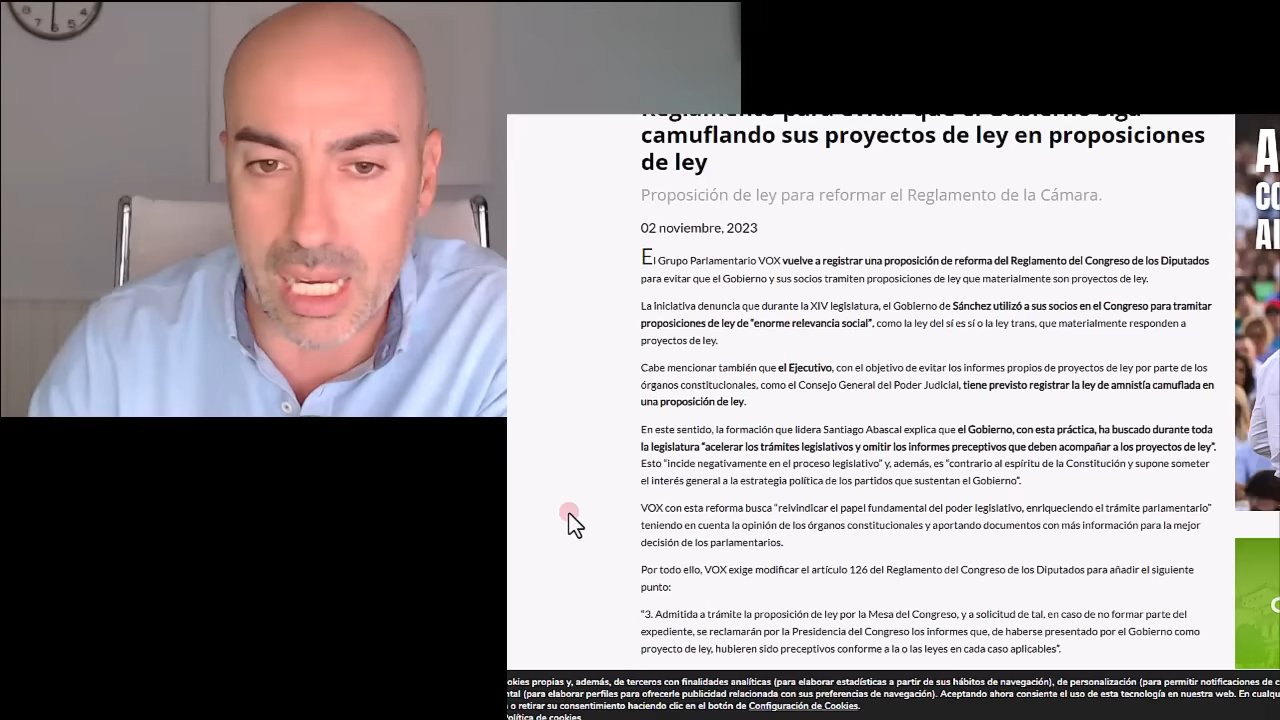 Reglamento para evitar que el Gobierno siga
camuflando sus proyectos de ley en proposiciones
de ley
Proposición de ley para reformar el Reglamento de la Cámara.
02 noviembre, 2023
El Grupo Parlamentario VOX vuelve a registrar una proposición de reforma del Reglamento del Congreso de los Diputados
para evitar que el Gobierno y sus socios tramiten proposiciones de ley que materialmente son proyectos de ley.
La iniciativa denuncia que durante la XIV legislatura, el Gobierno de Sánchez utilizó a sus socios en el Congreso para tramitar
proposiciones de ley de “enorme relevancia social”, como la ley del sí es sí o la ley trans, que materialmente responden a
proyectos de ley.
Cabe mencionar también que el Ejecutivo, con el objetivo de evitar los informes propios de proyectos de ley por parte de los
órganos constitucionales, como el Consejo General del Poder Judicial, tiene previsto registrar la ley de amnistía camuflada en
una proposición de ley.
En este sentido, la formación que lidera Santiago Abascal explica que el Gobierno, con esta práctica, ha buscado durante toda
la legislatura “acelerar los trámites legislativos y omitir los informes preceptivos que deben acompañar a los proyectos de ley”.
Esto “incide negativamente en el proceso legislativo” y, además, es “contrario al espíritu de la Constitución y supone someter
el interés general a la estrategia política de los partidos que sustentan el Gobierno”.
VOX con esta reforma busca “reivindicar el papel fundamental del poder legislativo, enriqueciendo el trámite parlamentario”
teniendo en cuenta la opinión de los órganos constitucionales y aportando documentos con más información para la mejor
decisión de los parlamentarios.
Por todo ello, VOX exige modificar el artículo 126 del Reglamento del Congreso de los Diputados para añadir el siguiente
punto:
“3. Admitida a trámite la proposición de ley por la Mesa del Congreso, y a solicitud de tal, en caso de no formar parte del
expediente, se reclamarán por la Presidencia del Congreso los informes que, de haberse presentado por el Gobierno como
proyecto de ley, hubieren sido preceptivos conforme a la o las leyes en cada caso aplicables”.
okies propias y, además, de terceros con finalidades analíticas (para elaborar estadísticas a partir de sus hábitos de navegación), de personalización (para permitir notificaciones de c
ntal (para elaborar perfiles para ofrecerle publicidad relacionada con sus preferencias de navegación). Aceptando ahora consiente el uso de esta tecnología en nuestra web. En cualqu
o retirar su consentimiento haciendo clic en el botón de Configuración de Cookies.
Política de cookies